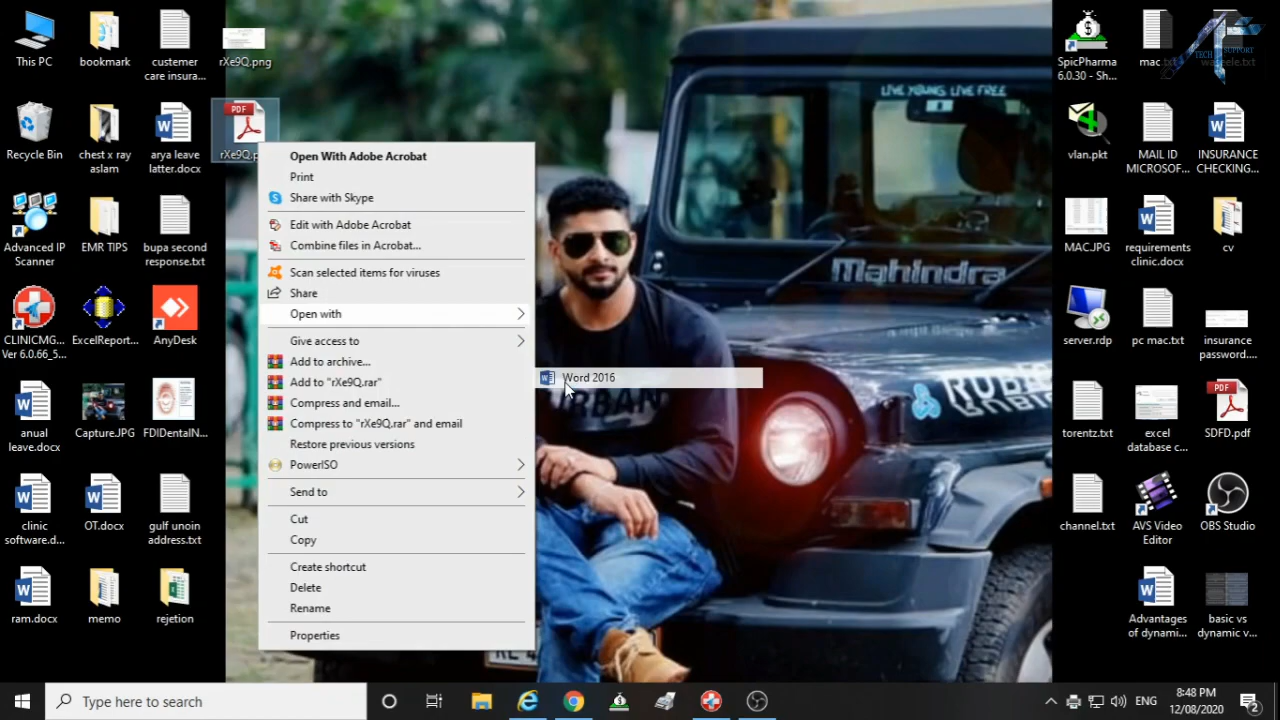 This PC
bookmark
custemer
care insura...
rXe9Q.png
Recycle Bin
chest x ray
aslam
arya leave
latter.docx
PDF
rXe9Q.p
Advanced IP
Scanner
EMR TIPS
bupa second
response.txt
CLINICMG...
Ver 6.0.66_5...
ExcelReport...
AnyDesk
anual
leave.docx
Capture.JPG
FDIDentalN...
clinic
software.d...
OT.docx
gulf unoin
address.txt
ram.docx
memo
rejetion
Open With Adobe Acrobat
Print
Share with Skype
Edit with Adobe Acrobat
Combine files in Acrobat...
Scan selected items for viruses
Share
Open with
Give access to
Add to archive...
Add to "rXe9Q.rar"
Compress and email...
Compress to "rXe9Q.rar" and email
Restore previous versions
PowerISO
Send to
Cut
Copy
Create shortcut
Delete
Rename
Properties
Word 2016
LIVE YOUNG LIVE FREE
Mahindra
URBAN
SpicPharma
6.0.30 - Sh...
TECH SUPPORT
vlan.pkt
MAIL ID
MICROSOF...
INSURANCE
CHECKING...
MAC.JPG
requirements
clinic.docx
cv
server.rdp
pc mac.txt
insurance
password....
torentz.txt
excel
database c...
PDF
SDFD.pdf
channel.txt
AVS Video
Editor
OBS Studio
Advantages
of dynami...
basic vs
dynamic v...
Type here to search
ENG
8:48 PM
12/08/2020
2